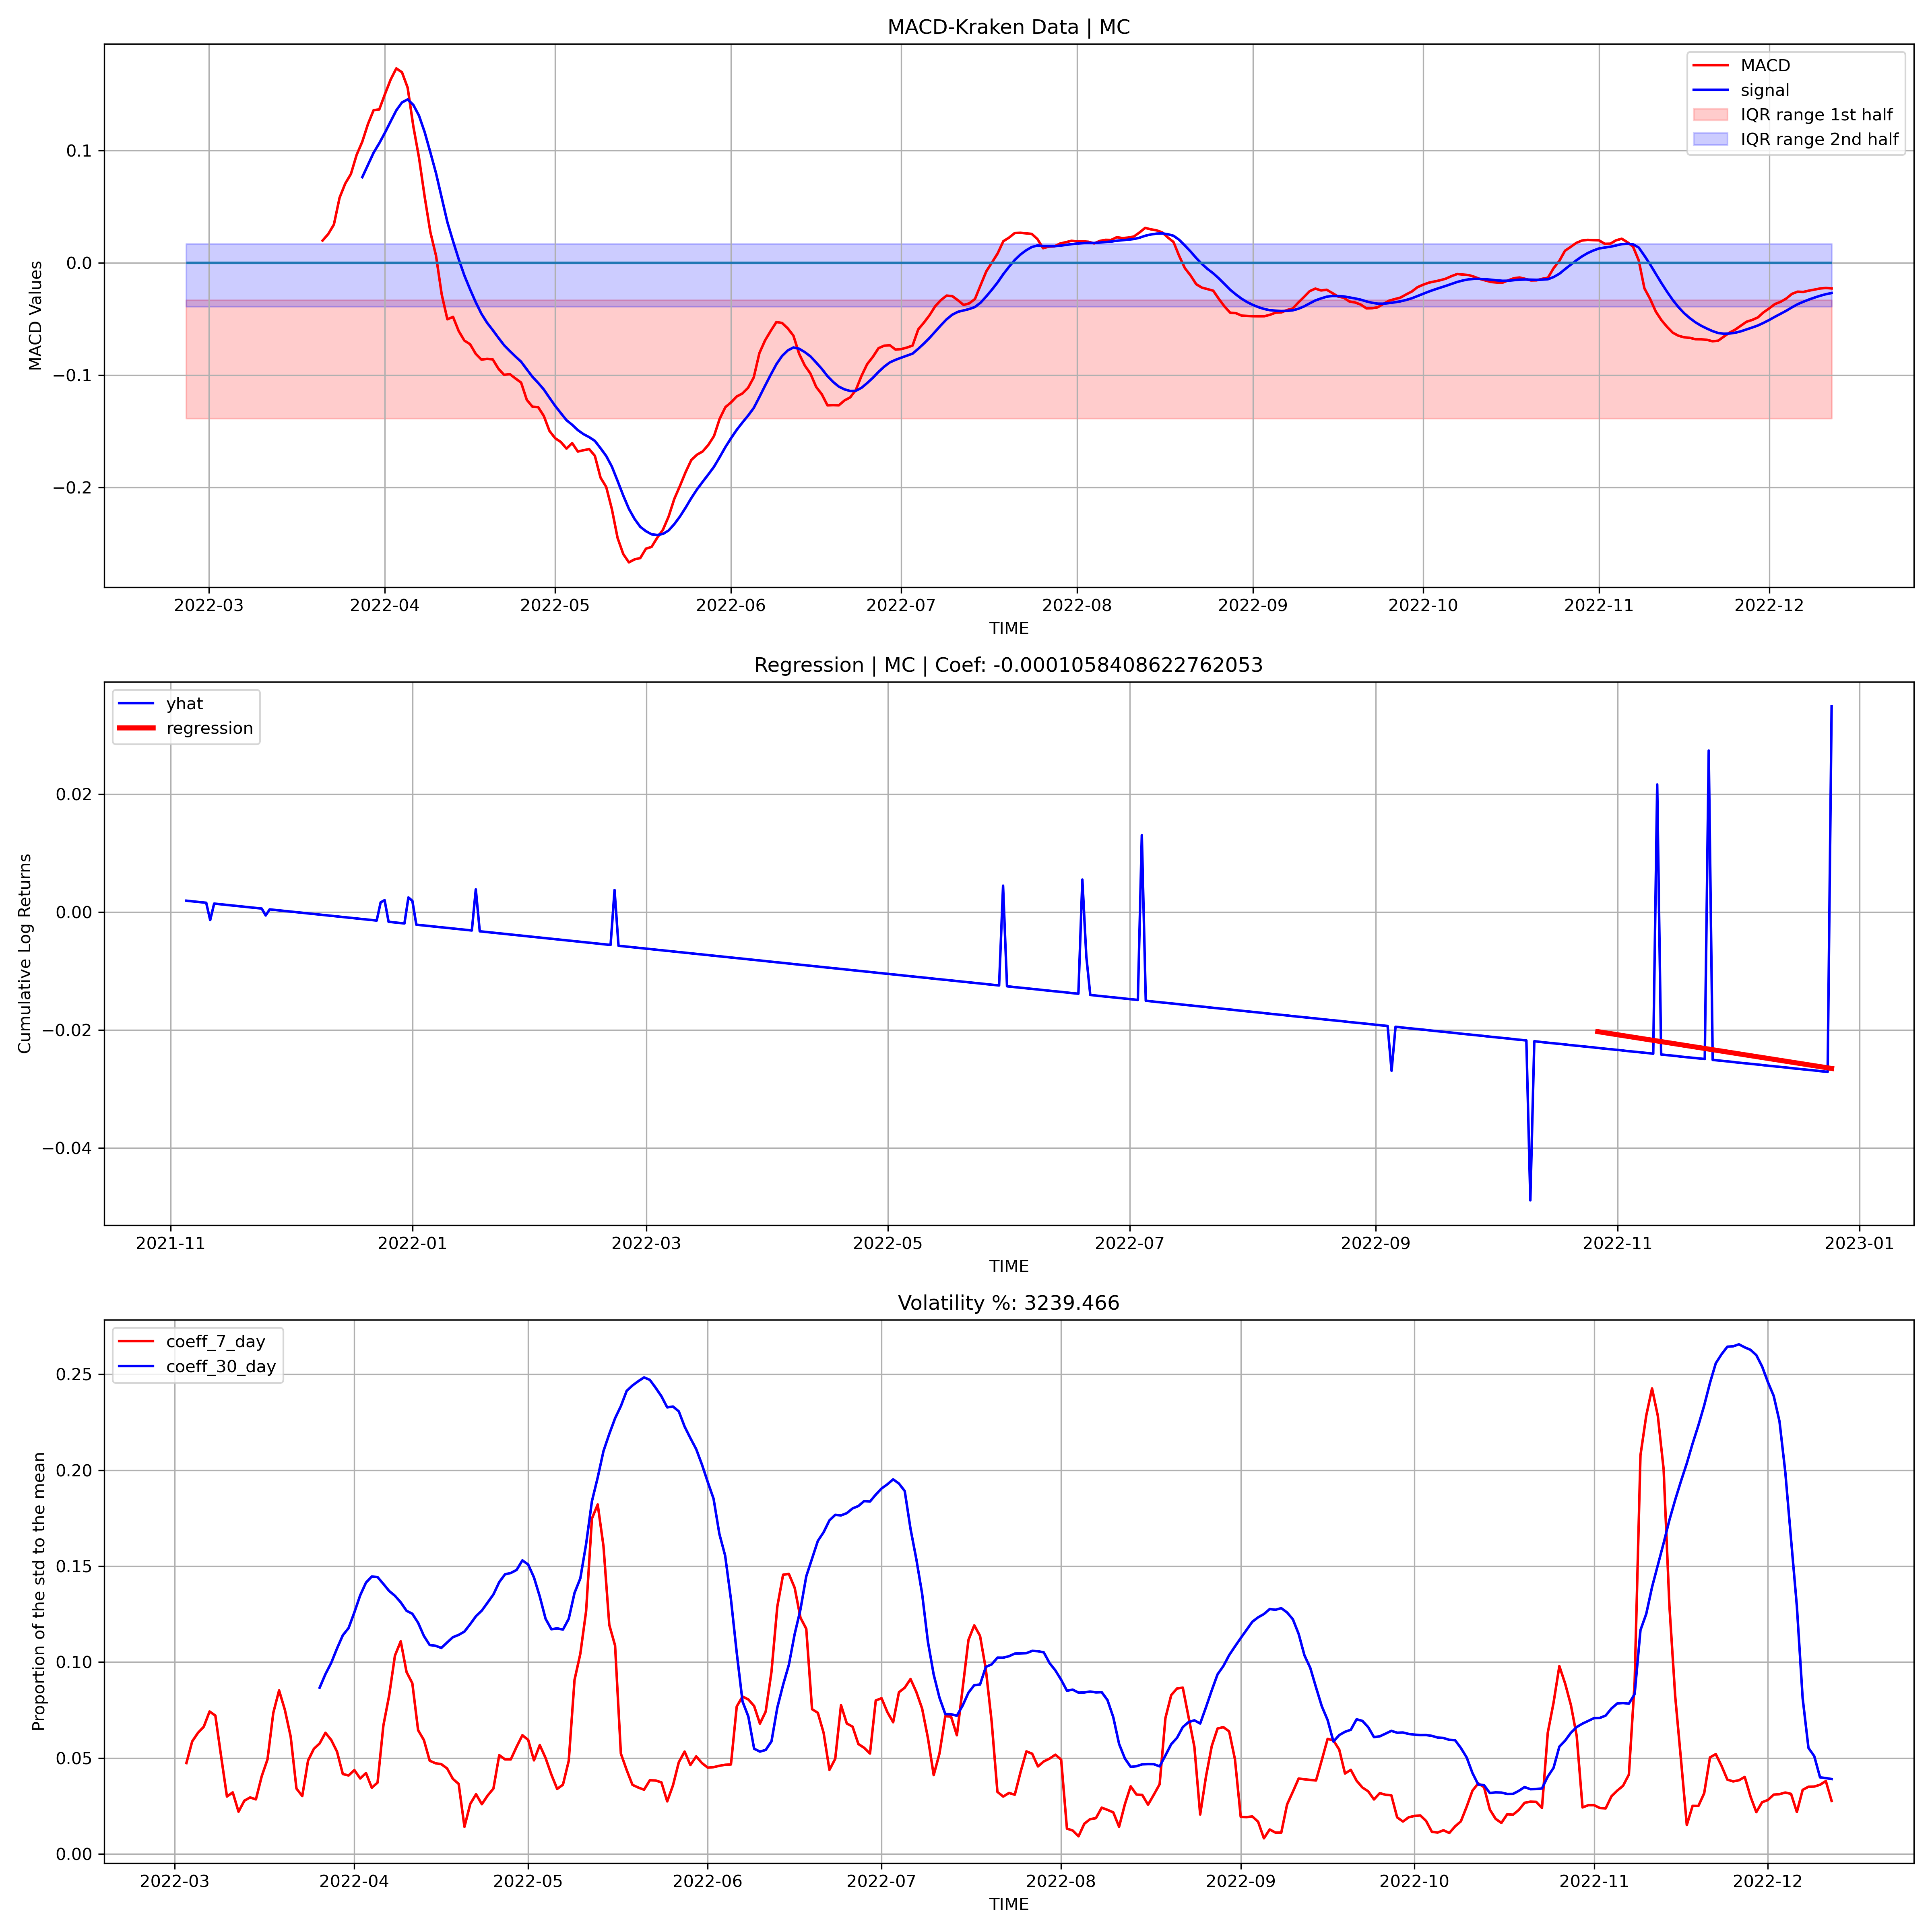 MACD-Kraken Data | MC
MACD
signal
IQR range 1st half
IQR range 2nd half
MACD Values
0.1
0.0
−0.1
−0.2
2022-03 2022-04 2022-05 2022-06 2022-07 2022-08 2022-09 2022-10 2022-11 2022-12
TIME
Regression | MC | Coef: -0.0001058408622762053
yhat
regression
Cumulative Log Returns
0.02
0.00
−0.02
−0.04
2021-11 2022-01 2022-03 2022-05 2022-07 2022-09 2022-11 2023-01
TIME
Volatility %: 3239.466
coeff_7_day
coeff_30_day
Proportion of the std to the mean
0.25
0.20
0.15
0.10
0.05
0.00
2022-03 2022-04 2022-05 2022-06 2022-07 2022-08 2022-09 2022-10 2022-11 2022-12
TIME